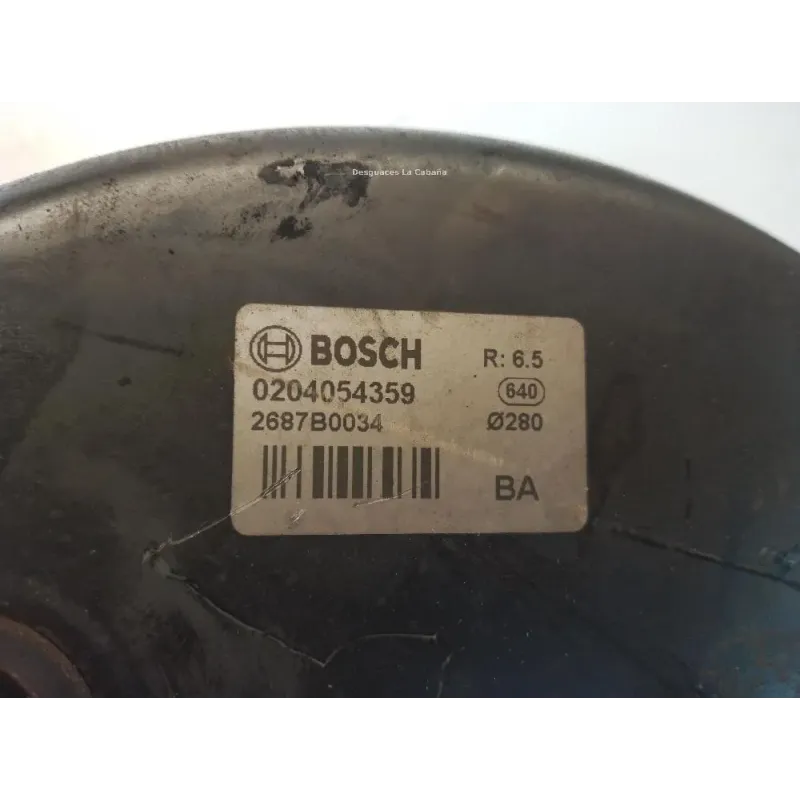 Desguaces La Cabaña
BOSCH R: 6.5
0204054359 640
2687B0034 Ø280
BA